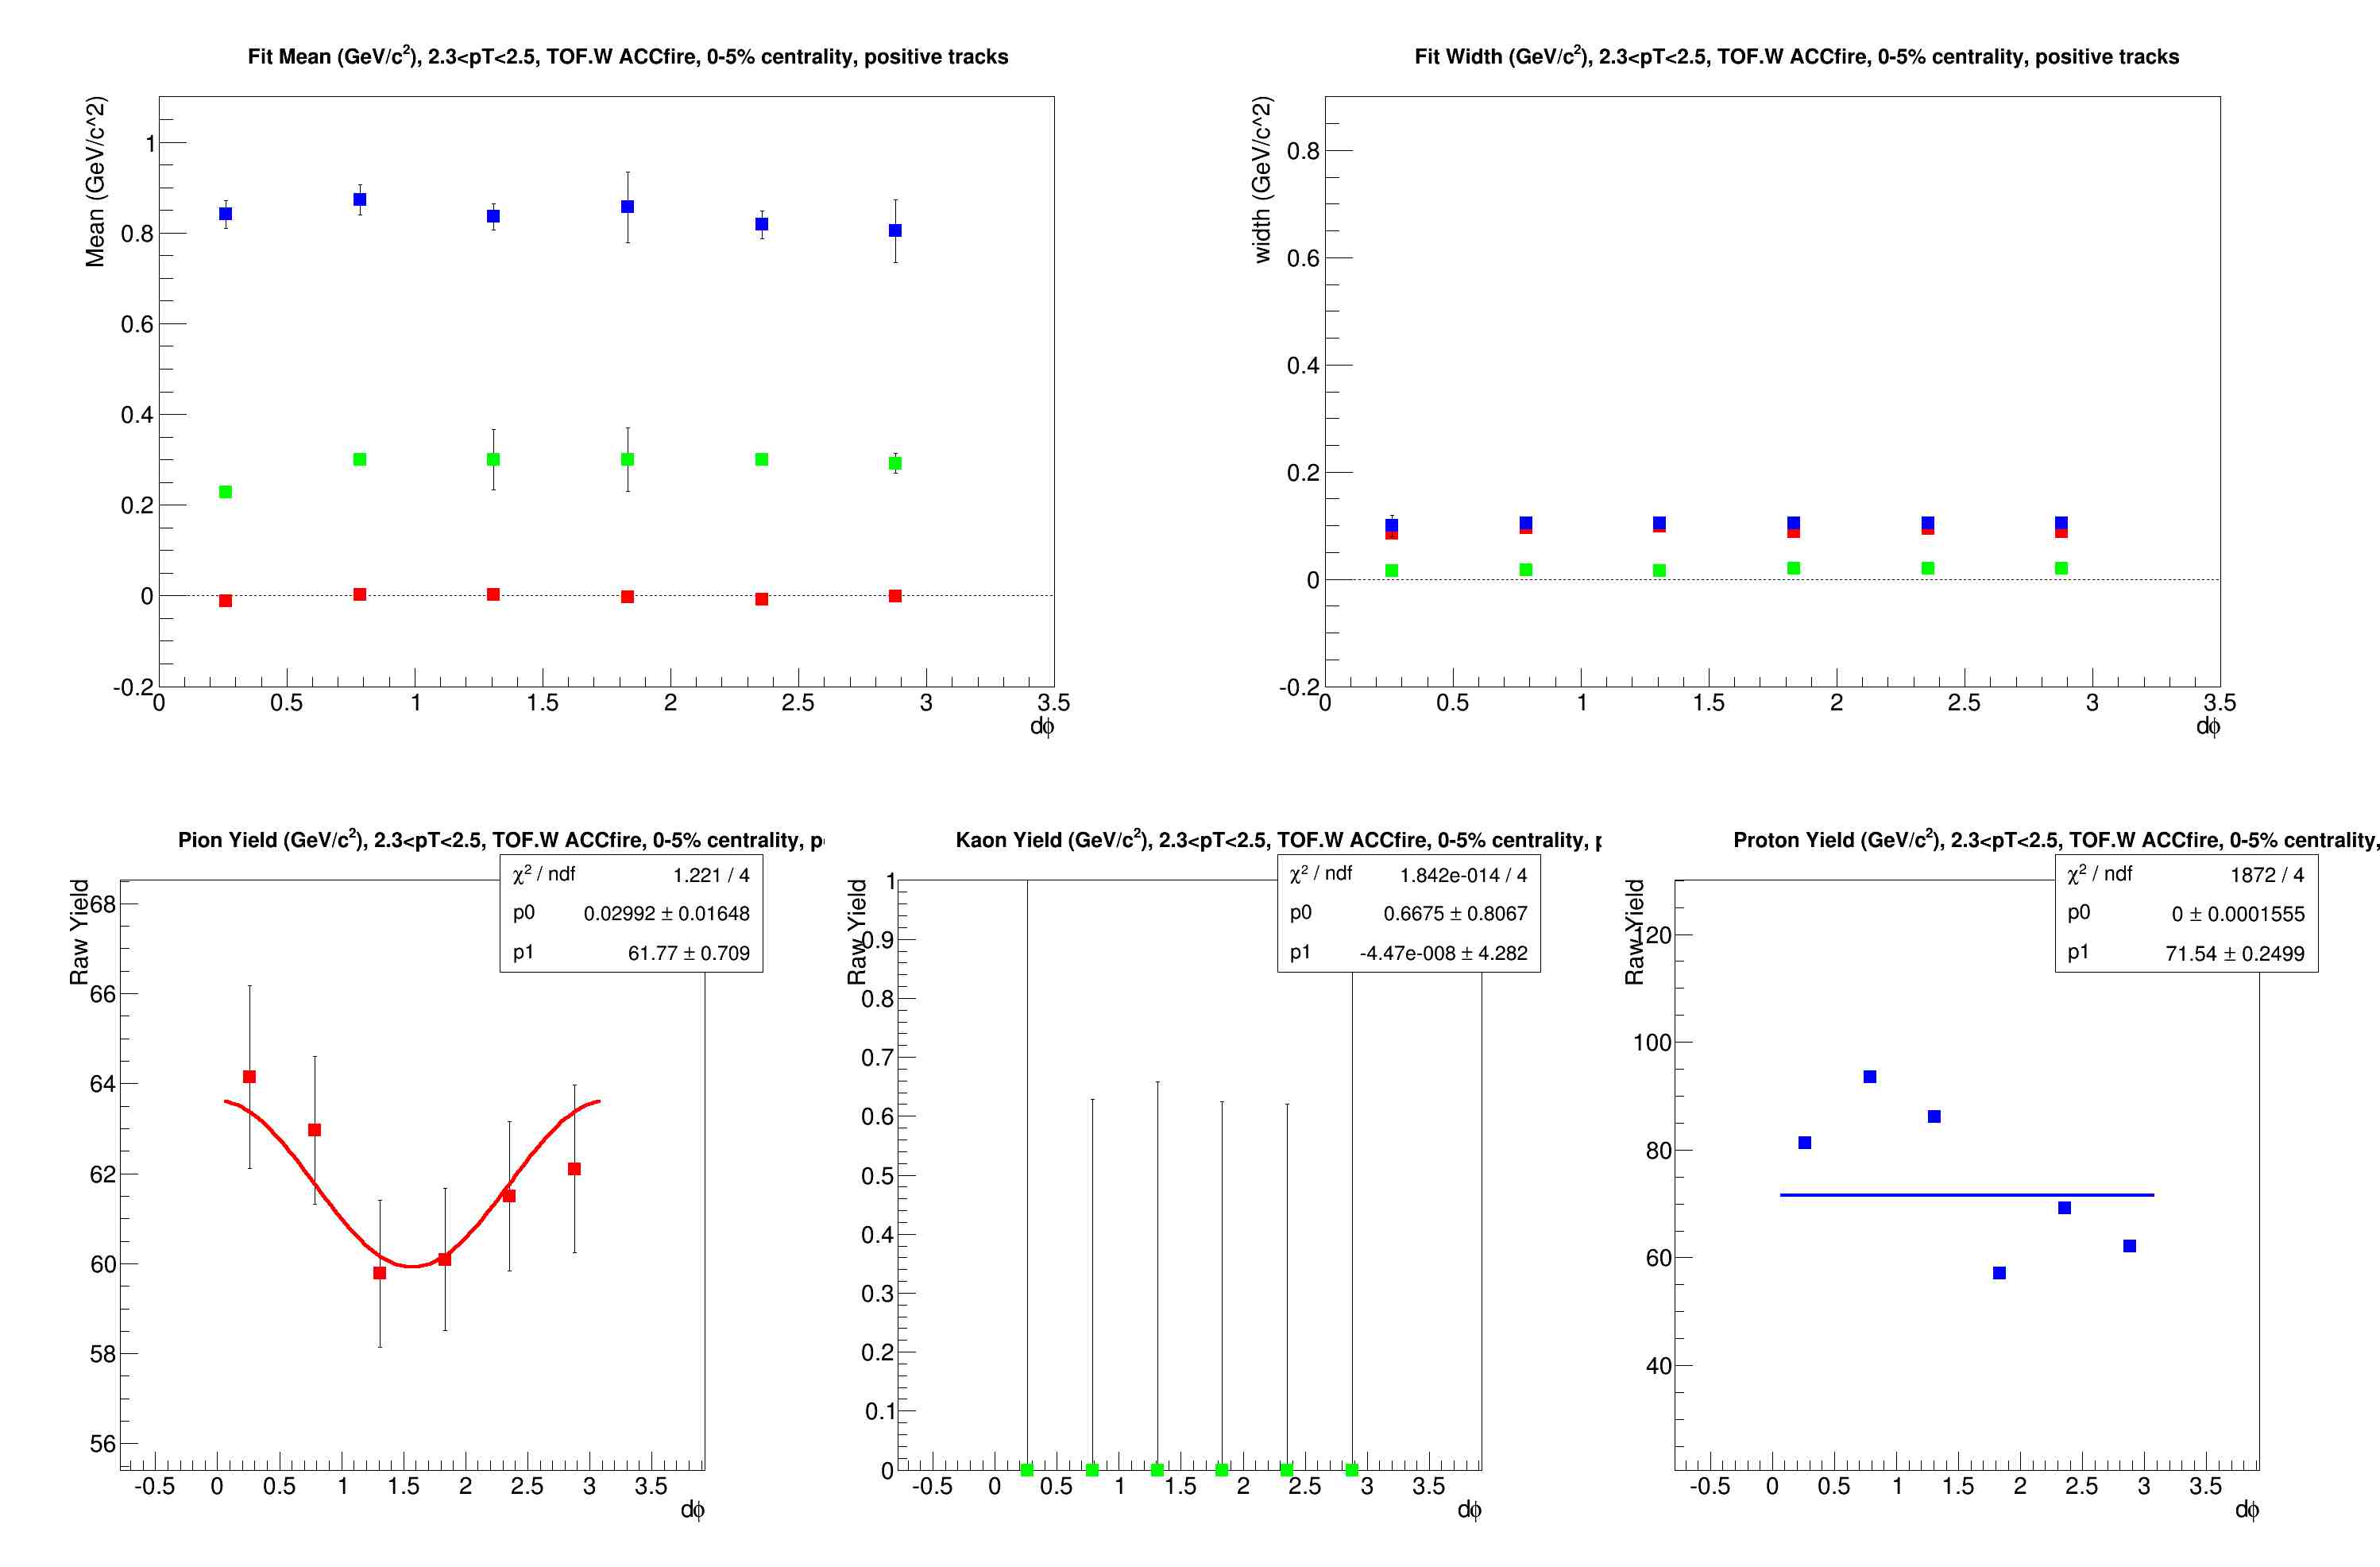 Fit Mean (GeV/c²), 2.3<pT<2.5, TOF.W ACCfire, 0-5% centrality, positive tracks
Mean (GeV/c^2)
1
0.8
0.6
0.4
0.2
0
-0.2
0 0.5 1 1.5 2 2.5 3 3.5
dϕ
Fit Width (GeV/c²), 2.3<pT<2.5, TOF.W ACCfire, 0-5% centrality, positive tracks
width (GeV/c^2)
0.8
0.6
0.4
0.2
0
-0.2
0 0.5 1 1.5 2 2.5 3 3.5
dϕ
Pion Yield (GeV/c²), 2.3<pT<2.5, TOF.W ACCfire, 0-5% centrality, p
χ² / ndf 1.221 / 4
p0 0.02992 ± 0.01648
p1 61.77 ± 0.709
Raw Yield
68
66
64
62
60
58
56
-0.5 0 0.5 1 1.5 2 2.5 3 3.5
dϕ
Kaon Yield (GeV/c²), 2.3<pT<2.5, TOF.W ACCfire, 0-5% centrality, p
χ² / ndf 1.842e-014 / 4
p0 0.6675 ± 0.8067
p1 -4.47e-008 ± 4.282
Raw Yield
1
0.9
0.8
0.7
0.6
0.5
0.4
0.3
0.2
0.1
0
-0.5 0 0.5 1 1.5 2 2.5 3 3.5
dϕ
Proton Yield (GeV/c²), 2.3<pT<2.5, TOF.W ACCfire, 0-5% centrality,
χ² / ndf 1872 / 4
p0 0 ± 0.0001555
p1 71.54 ± 0.2499
Raw Yield
120
100
80
60
40
-0.5 0 0.5 1 1.5 2 2.5 3 3.5
dϕ